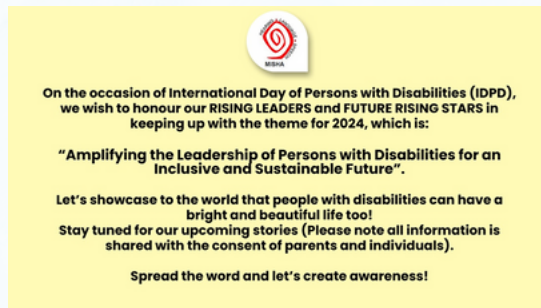 MISHA
On the occasion of International Day of Persons with Disabilities (IDPD),
we wish to honour our RISING LEADERS and FUTURE RISING STARS in
keeping up with the theme for 2024, which is:
“Amplifying the Leadership of Persons with Disabilities for an
Inclusive and Sustainable Future”.
Let’s showcase to the world that people with disabilities can have a
bright and beautiful life too!
Stay tuned for our upcoming stories (Please note all information is
shared with the consent of parents and individuals).
Spread the word and let’s create awareness!